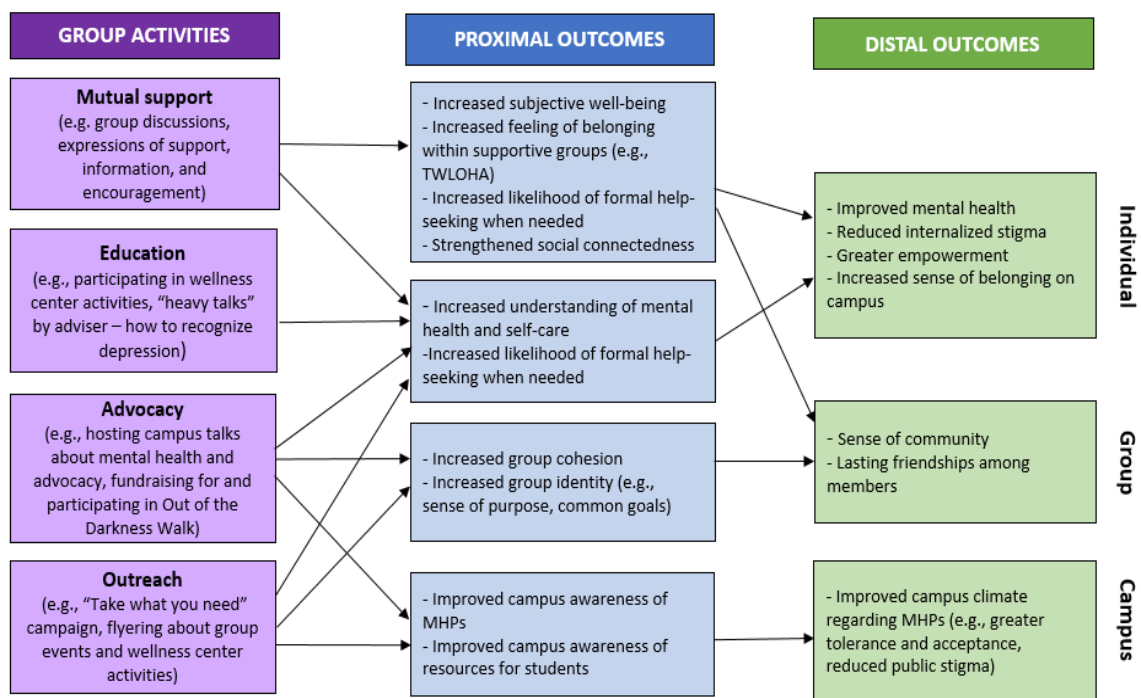 GROUP ACTIVITIES
PROXIMAL OUTCOMES
DISTAL OUTCOMES
Mutual support
(e.g. group discussions,
expressions of support,
information, and
encouragement)
Education
(e.g., participating in wellness
center activities, “heavy talks”
by adviser – how to recognize
depression)
Advocacy
(e.g., hosting campus talks
about mental health and
advocacy, fundraising for and
participating in Out of the
Darkness Walk)
Outreach
(e.g., “Take what you need”
campaign, flyering about group
events and wellness center
activities)
- Increased subjective well-being
- Increased feeling of belonging
within supportive groups (e.g.,
TWLOHA)
- Increased likelihood of formal help-
seeking when needed
- Strengthened social connectedness
- Increased understanding of mental
health and self-care
-Increased likelihood of formal help-
seeking when needed
- Increased group cohesion
- Increased group identity (e.g.,
sense of purpose, common goals)
- Improved campus awareness of
MHPs
- Improved campus awareness of
resources for students
- Improved mental health
- Reduced internalized stigma
- Greater empowerment
- Increased sense of belonging on
campus
- Sense of community
- Lasting friendships among
members
- Improved campus climate
regarding MHPs (e.g., greater
tolerance and acceptance,
reduced public stigma)
Individual
Group
Campus